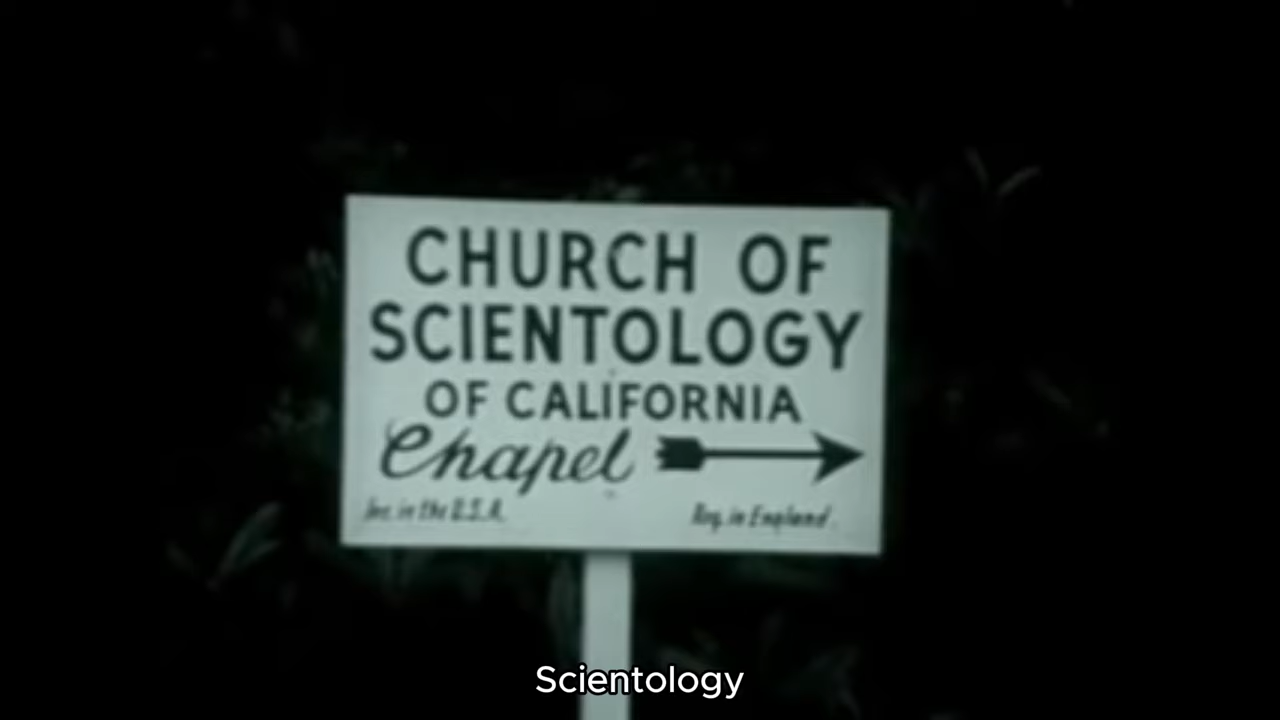 CHURCH OF
SCIENTOLOGY
OF CALIFORNIA
Chapel
Inc. in the U.S.A.
Reg. in England.
Scientology